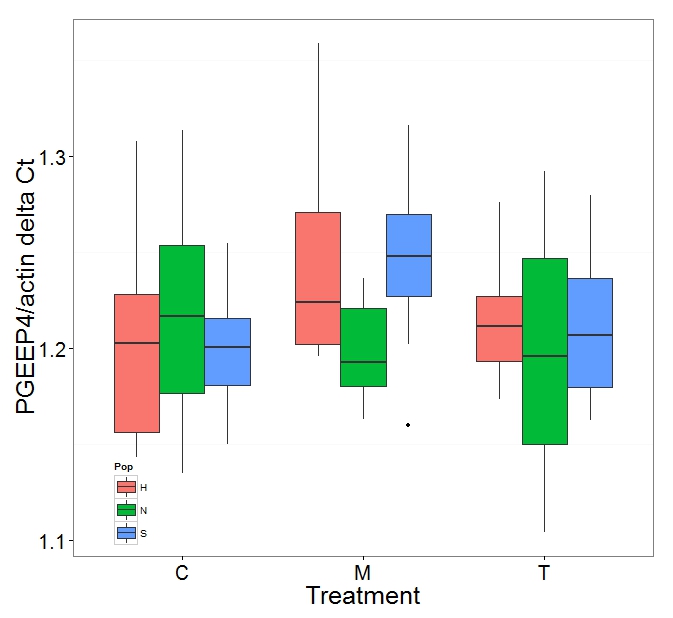 PGEEP4/actin delta Ct
1.3
1.2
1.1
Pop
H
N
S
C M T
Treatment